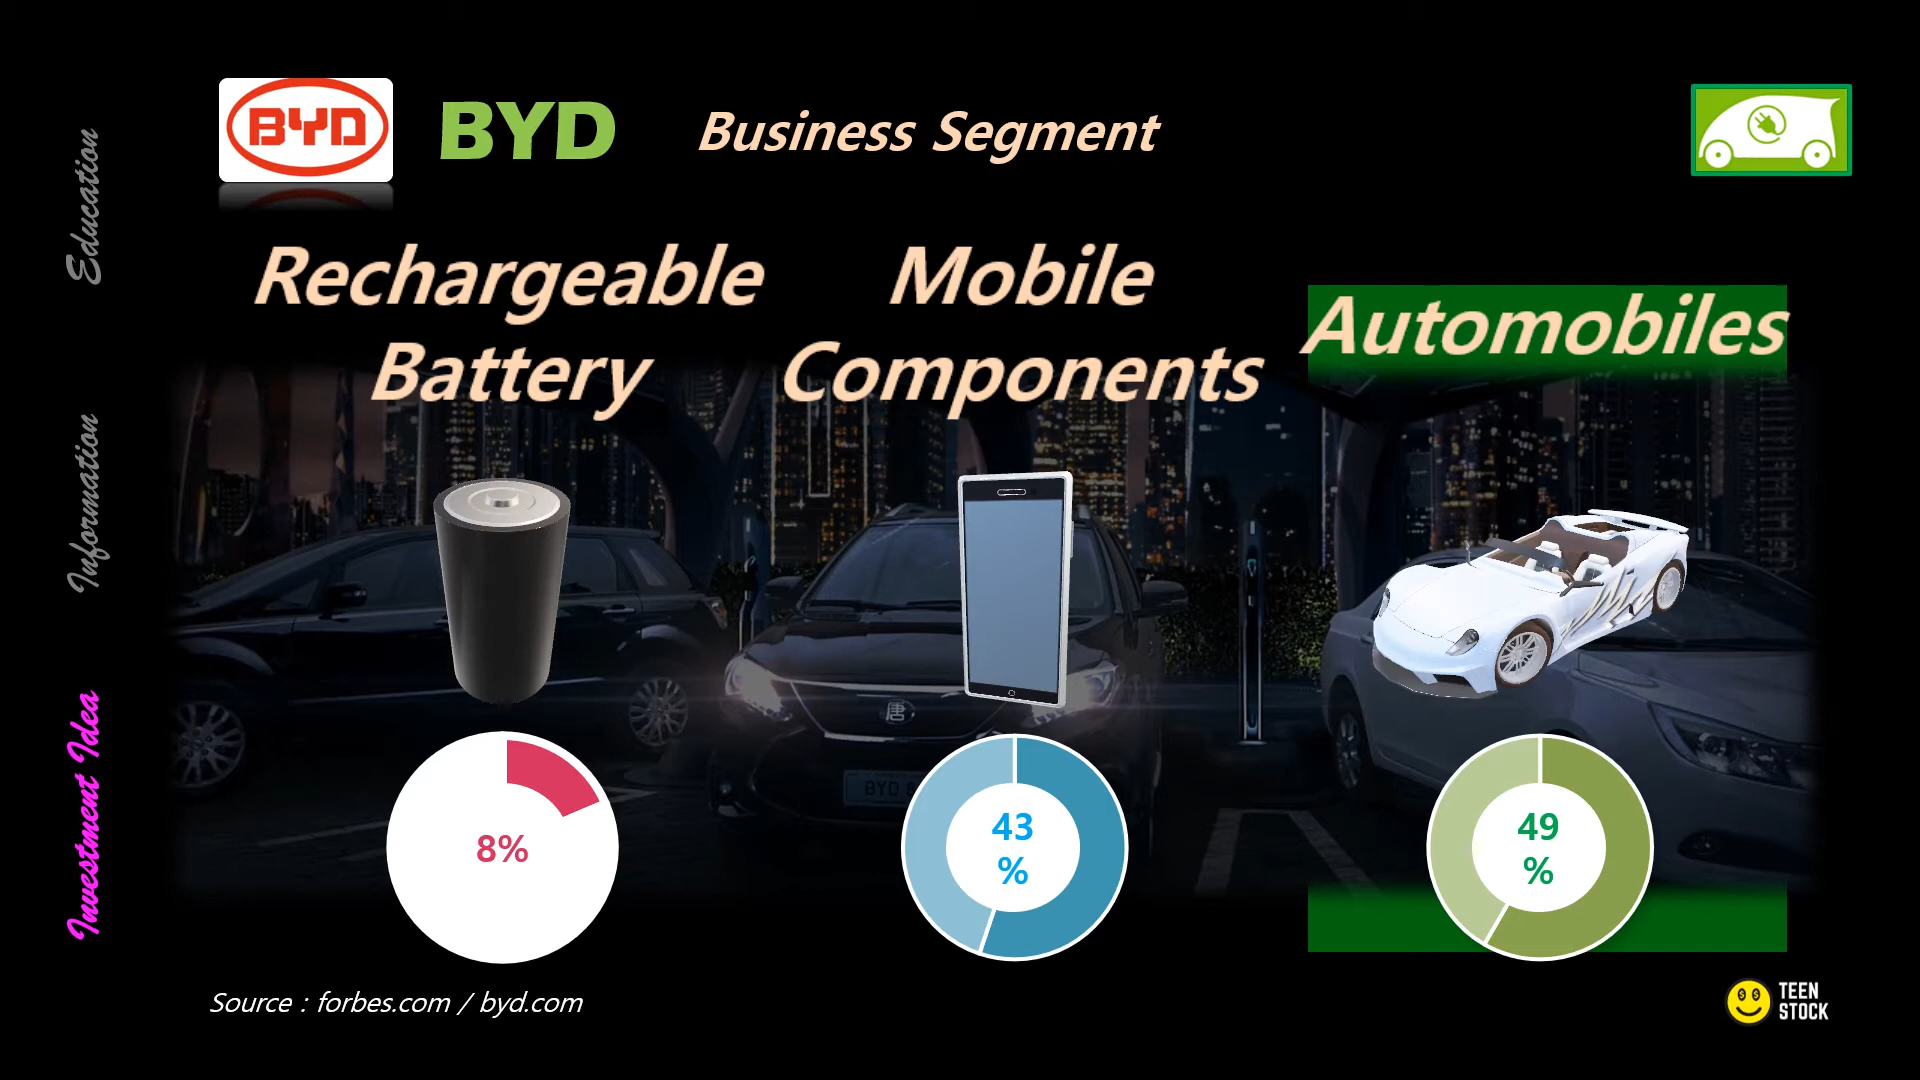 BYD
BYD
Business Segment
Education
Information
Investment Idea
Rechargeable
Battery
Mobile
Components
Automobiles
唐
8%
43
%
49
%
Source : forbes.com / byd.com
TEEN
STOCK